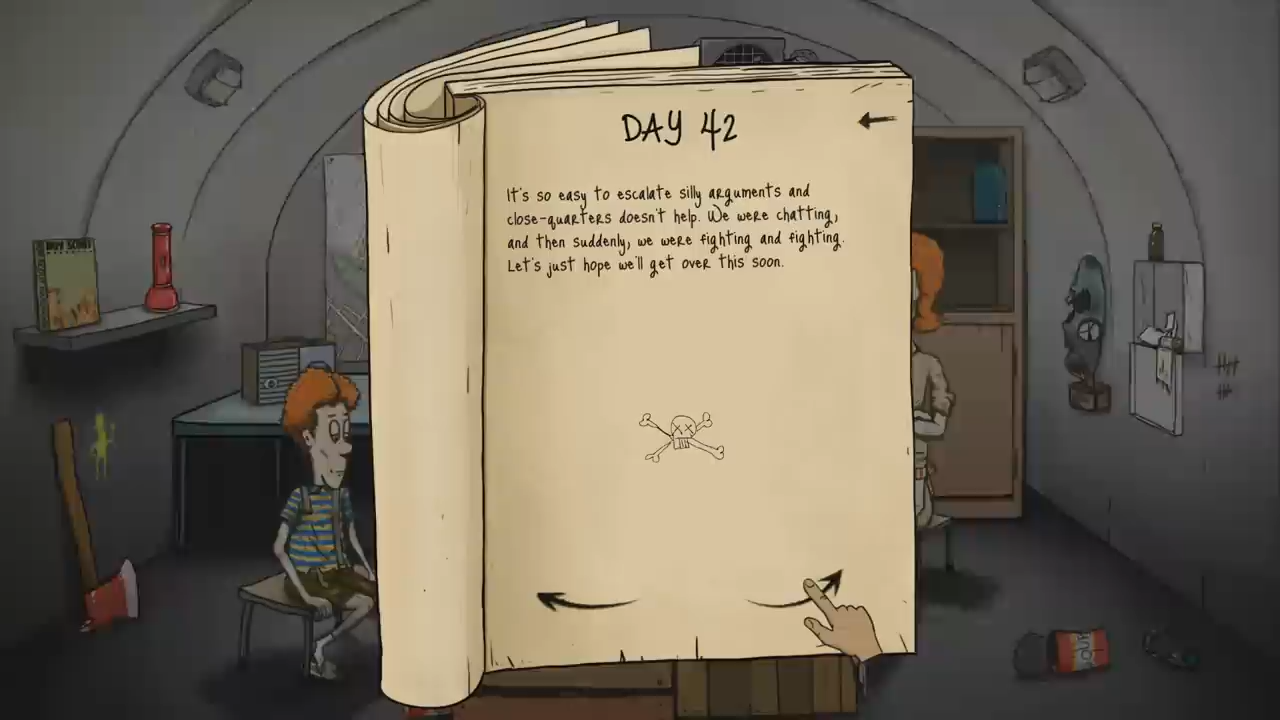 DAY 42
It's so easy to escalate silly arguments and
close-quarters doesn't help. We were chatting,
and then suddenly, we were fighting and fighting.
Let's just hope we'll get over this soon.